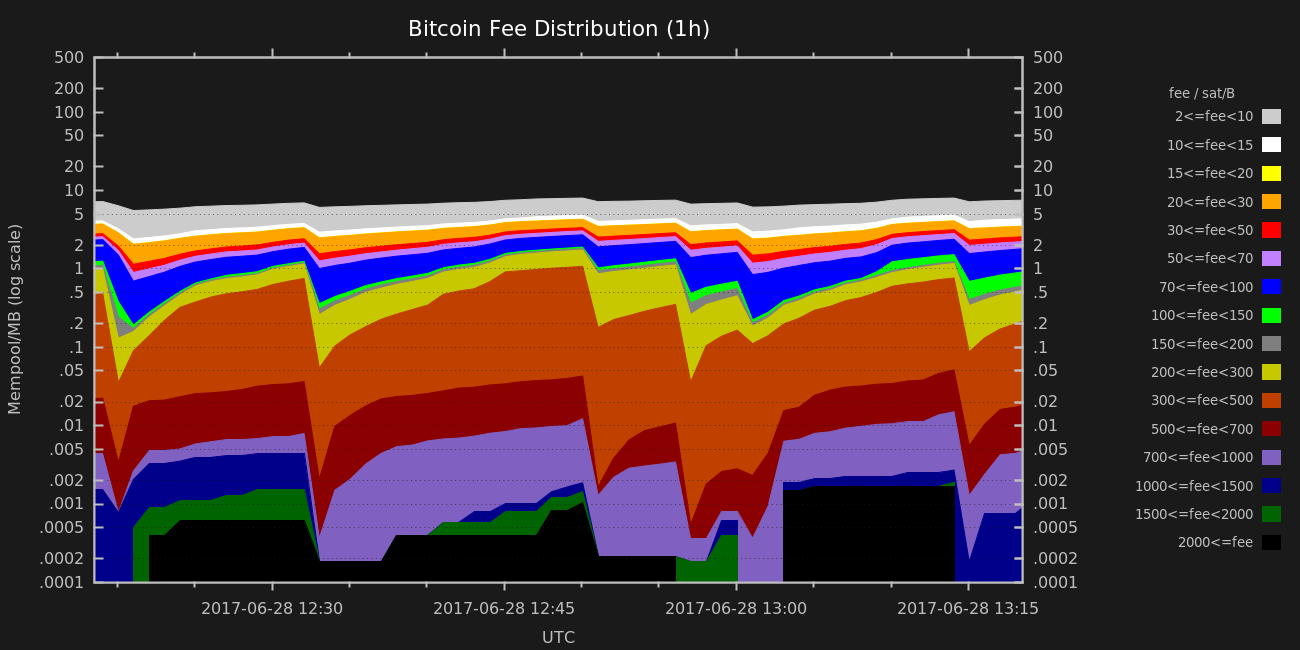 Bitcoin Fee Distribution (1h)
500
200
100
50
20
10
5
2
1
.5
.2
.1
.05
.02
.01
.005
.002
.001
.0005
.0002
.0001
Mempool/MB (log scale)
500
200
100
50
20
10
5
2
1
.5
.2
.1
.05
.02
.01
.005
.002
.001
.0005
.0002
.0001
2017-06-28 12:30
2017-06-28 12:45
2017-06-28 13:00
2017-06-28 13:15
UTC
fee / sat/B
2<=fee<10
10<=fee<15
15<=fee<20
20<=fee<30
30<=fee<50
50<=fee<70
70<=fee<100
100<=fee<150
150<=fee<200
200<=fee<300
300<=fee<500
500<=fee<700
700<=fee<1000
1000<=fee<1500
1500<=fee<2000
2000<=fee